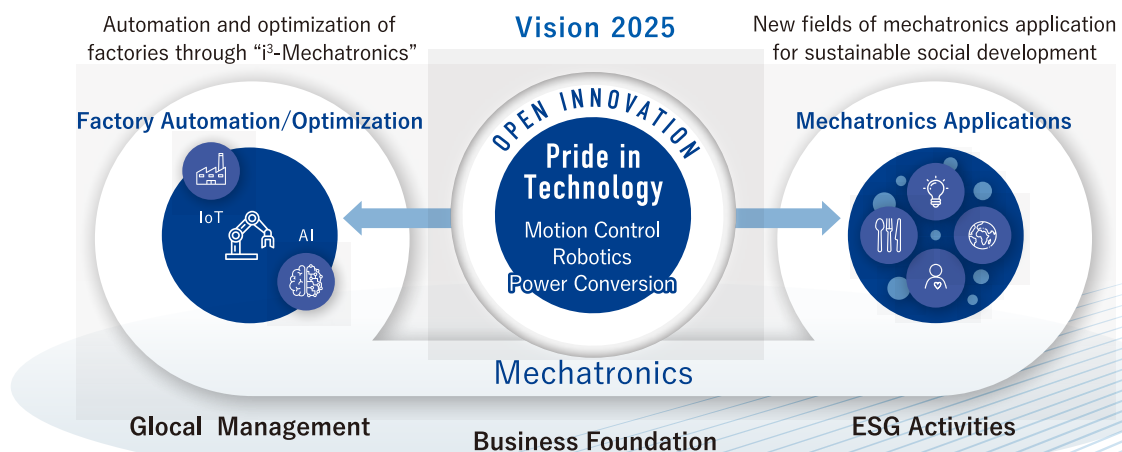 Automation and optimization of
factories through “i³-Mechatronics”
Vision 2025
New fields of mechatronics application
for sustainable social development
Factory Automation/Optimization
IoT
AI
OPEN INNOVATION
Pride in
Technology
Motion Control
Robotics
Power Conversion
Mechatronics Applications
Mechatronics
Glocal Management
Business Foundation
ESG Activities